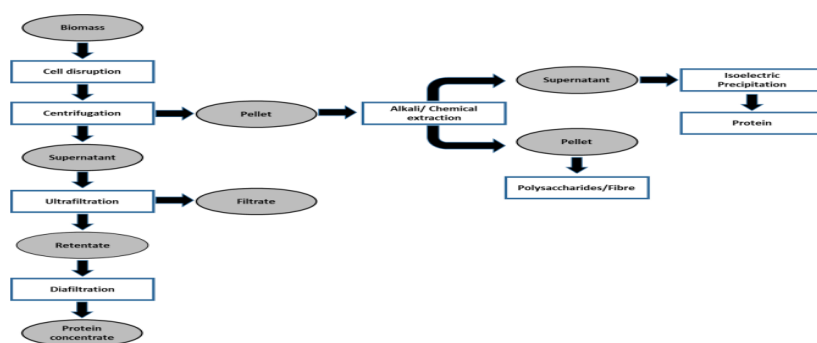 Biomass
Cell disruption
Centrifugation
Pellet
Alkali/ Chemical
extraction
Supernatant
Isoelectric
Precipitation
Protein
Pellet
Polysaccharides/Fibre
Supernatant
Ultrafiltration
Filtrate
Retentate
Diafiltration
Protein
concentrate